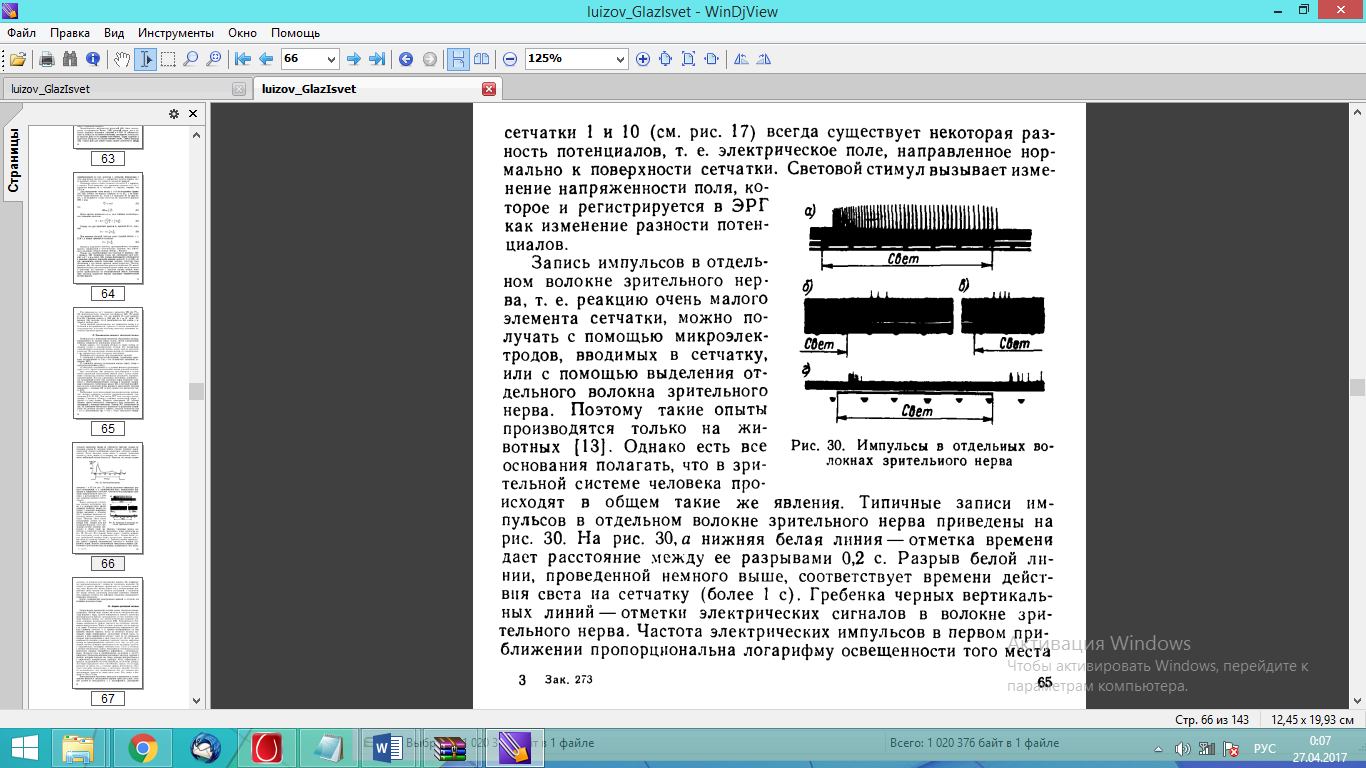 luizov_GlazIsvet - WinDjView
Файл Правка Вид Инструменты Окно Помощь
66 125%
luizov_GlazIsvet luizov_GlazIsvet
Страницы
63
64
65
66
67
сетчатки 1 и 10 (см. рис. 17) всегда существует некоторая раз-
ность потенциалов, т. е. электрическое поле, направленное нор-
мально к поверхности сетчатки. Световой стимул вызывает изме-
нение напряженности поля, ко-
торое и регистрируется в ЭРГ
как изменение разности потен-
циалов.
Запись импульсов в отдель-
ном волокне зрительного нер-
ва, т. е. реакцию очень малого
элемента сетчатки, можно по-
лучать с помощью микроэлек-
тродов, вводимых в сетчатку,
или с помощью выделения от-
дельного волокна зрительного
нерва. Поэтому такие опыты
производятся только на жи-
вотных [13]. Однако есть все
основания полагать, что в зри-
тельной системе человека про-
исходят в общем такие же явления. Типичные записи им-
пульсов в отдельном волокне зрительного нерва приведены на
рис. 30. На рис. 30, а нижняя белая линия — отметка времени
дает расстояние между ее разрывами 0,2 с. Разрыв белой ли-
нии, проведенной немного выше, соответствует времени дейст-
вия света на сетчатку (более 1 с). Гребенка черных вертикаль-
ных линий — отметки электрических сигналов в волокне зри-
тельного нерва. Частота электрических импульсов в первом при-
ближении пропорциональна логарифму освещенности того места
3 Зак. 273
65
а)
Свет
б) в)
Свет Свет
г)
Свет
Рис. 30. Импульсы в отдельных во-
локнах зрительного нерва
Активация Windows
Чтобы активировать Windows, перейдите к
параметрам компьютера.
Стр. 66 из 143 12,45 x 19,93 см
1 020 байт в 1 файле
Всего: 1 020 376 байт в 1 файле
РУС
0:07
27.04.2017